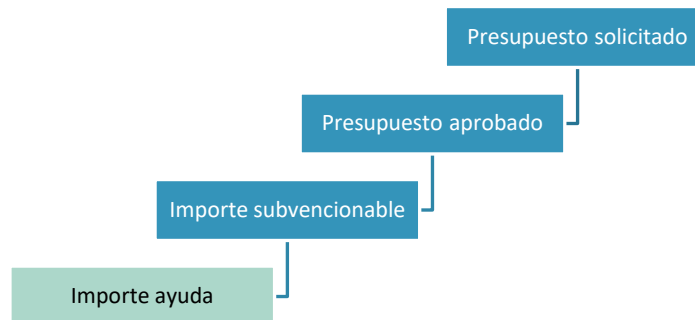 Presupuesto solicitado
Presupuesto aprobado
Importe subvencionable
Importe ayuda